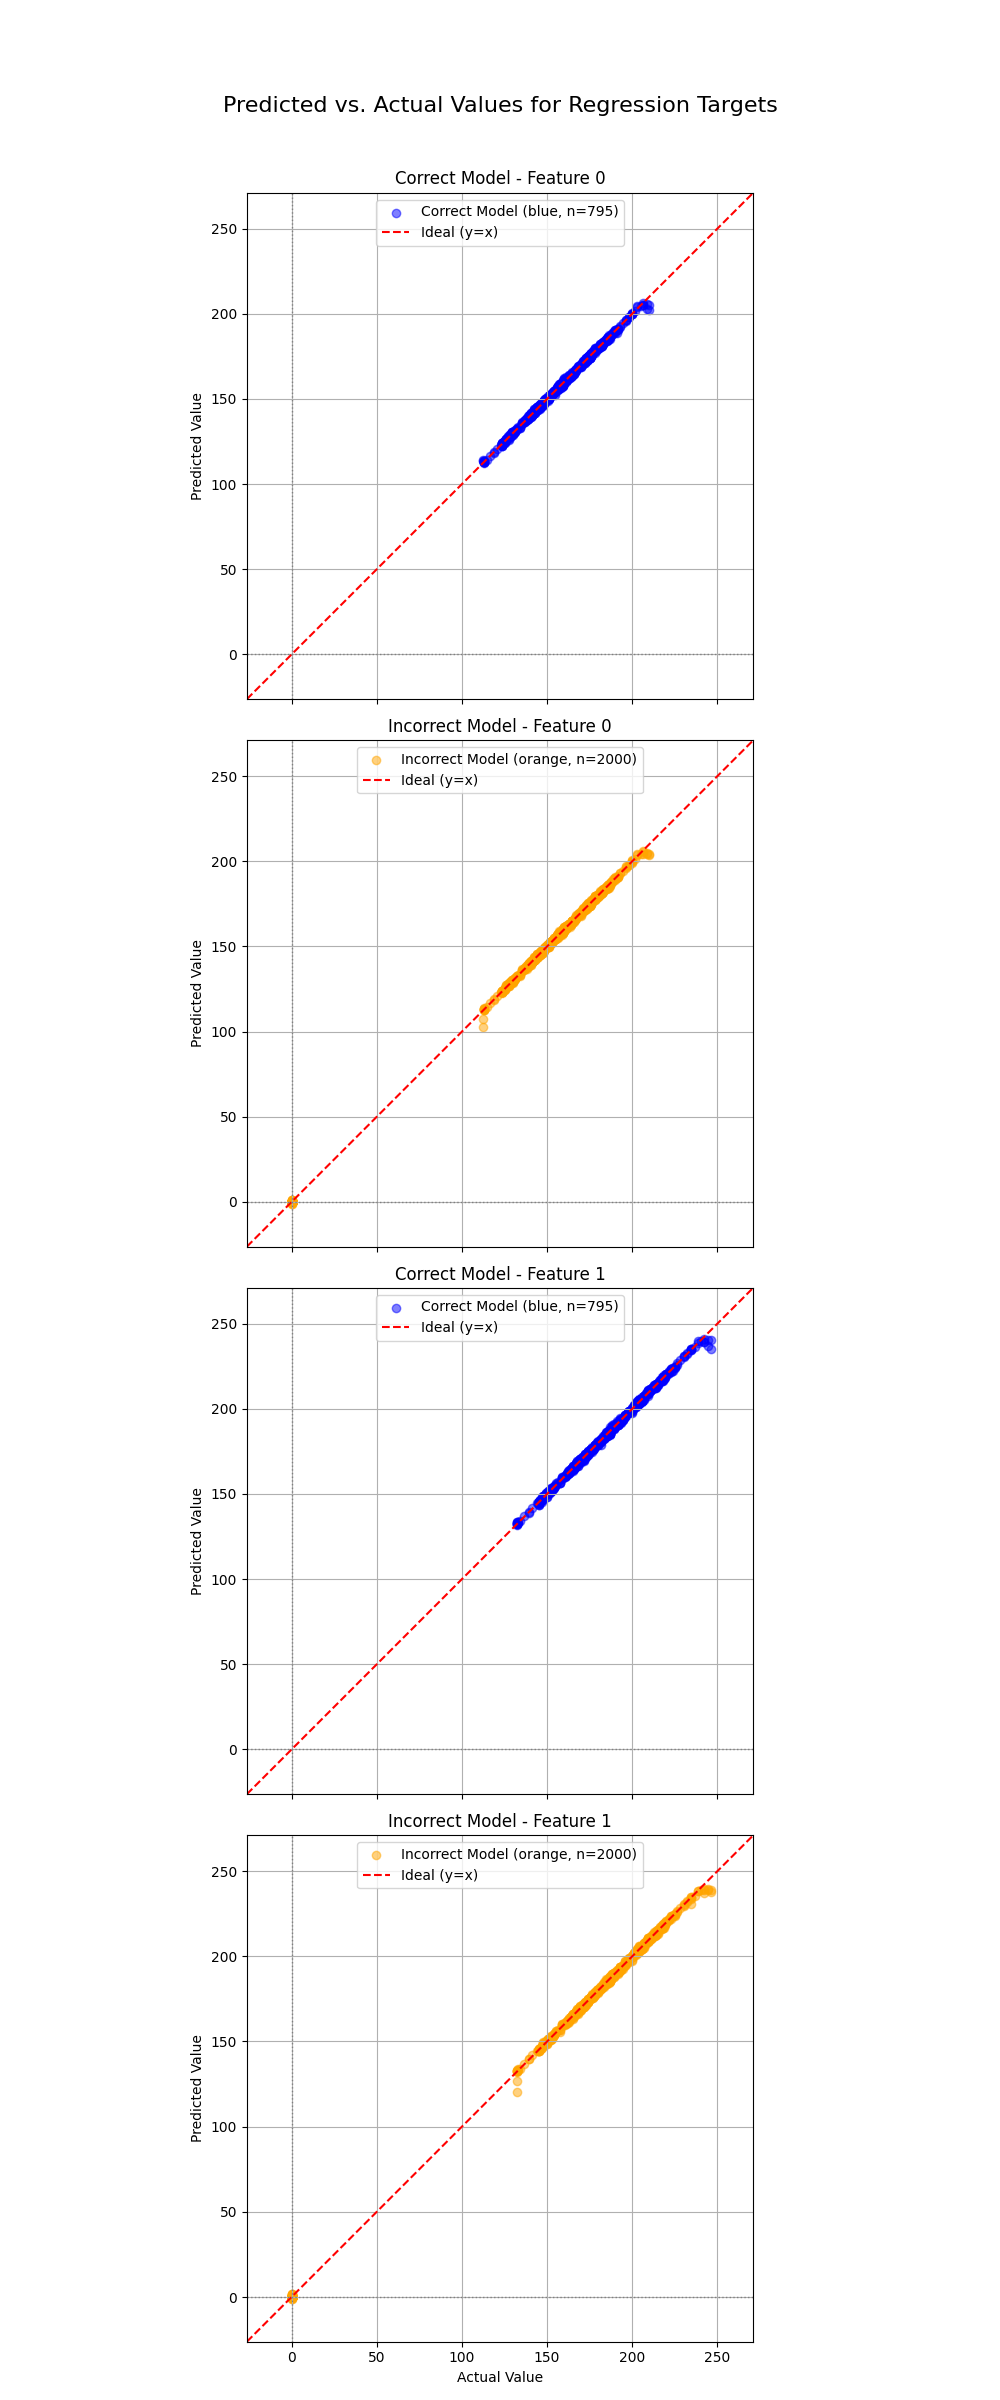 Predicted vs. Actual Values for Regression Targets
Correct Model - Feature 0
Correct Model (blue, n=795)
Ideal (y=x)
250
200
150
100
50
0
Predicted Value
Incorrect Model - Feature 0
Incorrect Model (orange, n=2000)
Ideal (y=x)
250
200
150
100
50
0
Predicted Value
Correct Model - Feature 1
Correct Model (blue, n=795)
Ideal (y=x)
250
200
150
100
50
0
Predicted Value
Incorrect Model - Feature 1
Incorrect Model (orange, n=2000)
Ideal (y=x)
250
200
150
100
50
0
Predicted Value
0 50 100 150 200 250
Actual Value